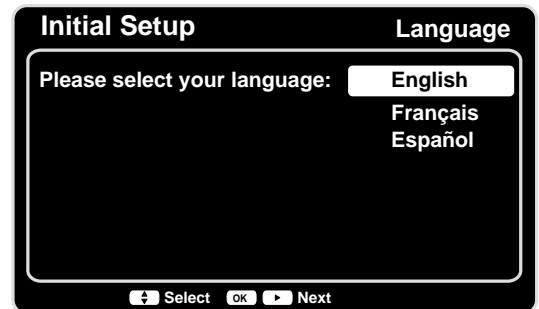 Initial Setup Language
Please select your language: English
Français
Español
Select OK Next